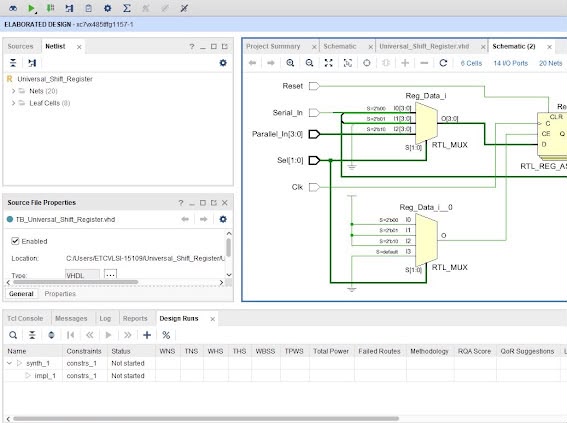 ELABORATED DESIGN - xc7vx485tffg1157-1
Sources Netlist
Universal_Shift_Register
Nets (20)
Leaf Cells (8)
Source File Properties
TB_Universal_Shift_Register.vhd
Enabled
Location: C:/Users/ETCVLSI-15109/Universal_Shift_Register/U
Type: VHDL
General Properties
Project Summary Schematic Universal_Shift_Register.vhd Schematic (2)
6 Cells 14 I/O Ports 20 Nets
Reset
Reg_Data_i
Re
CLR
Serial_In
S=2'b00 I0[3:0]
S=2'b01 I1[3:0] O[3:0]
S=2'b10 I2[3:0]
Parallel_In[3:0]
C
CE Q
D
S[1:0] RTL_MUX
Sel[1:0]
RTL_REG_AS
Clk
Reg_Data_i__0
S=2'b00 I0
S=2'b01 I1
S=2'b10 I2
O
S=default I3
S[1:0] RTL_MUX
Tcl Console Messages Log Reports Design Runs
Name Constraints Status WNS TNS WHS THS WBSS TPWS Total Power Failed Routes Methodology RQA Score QoR Suggestions L
synth_1 constrs_1 Not started
impl_1 constrs_1 Not started